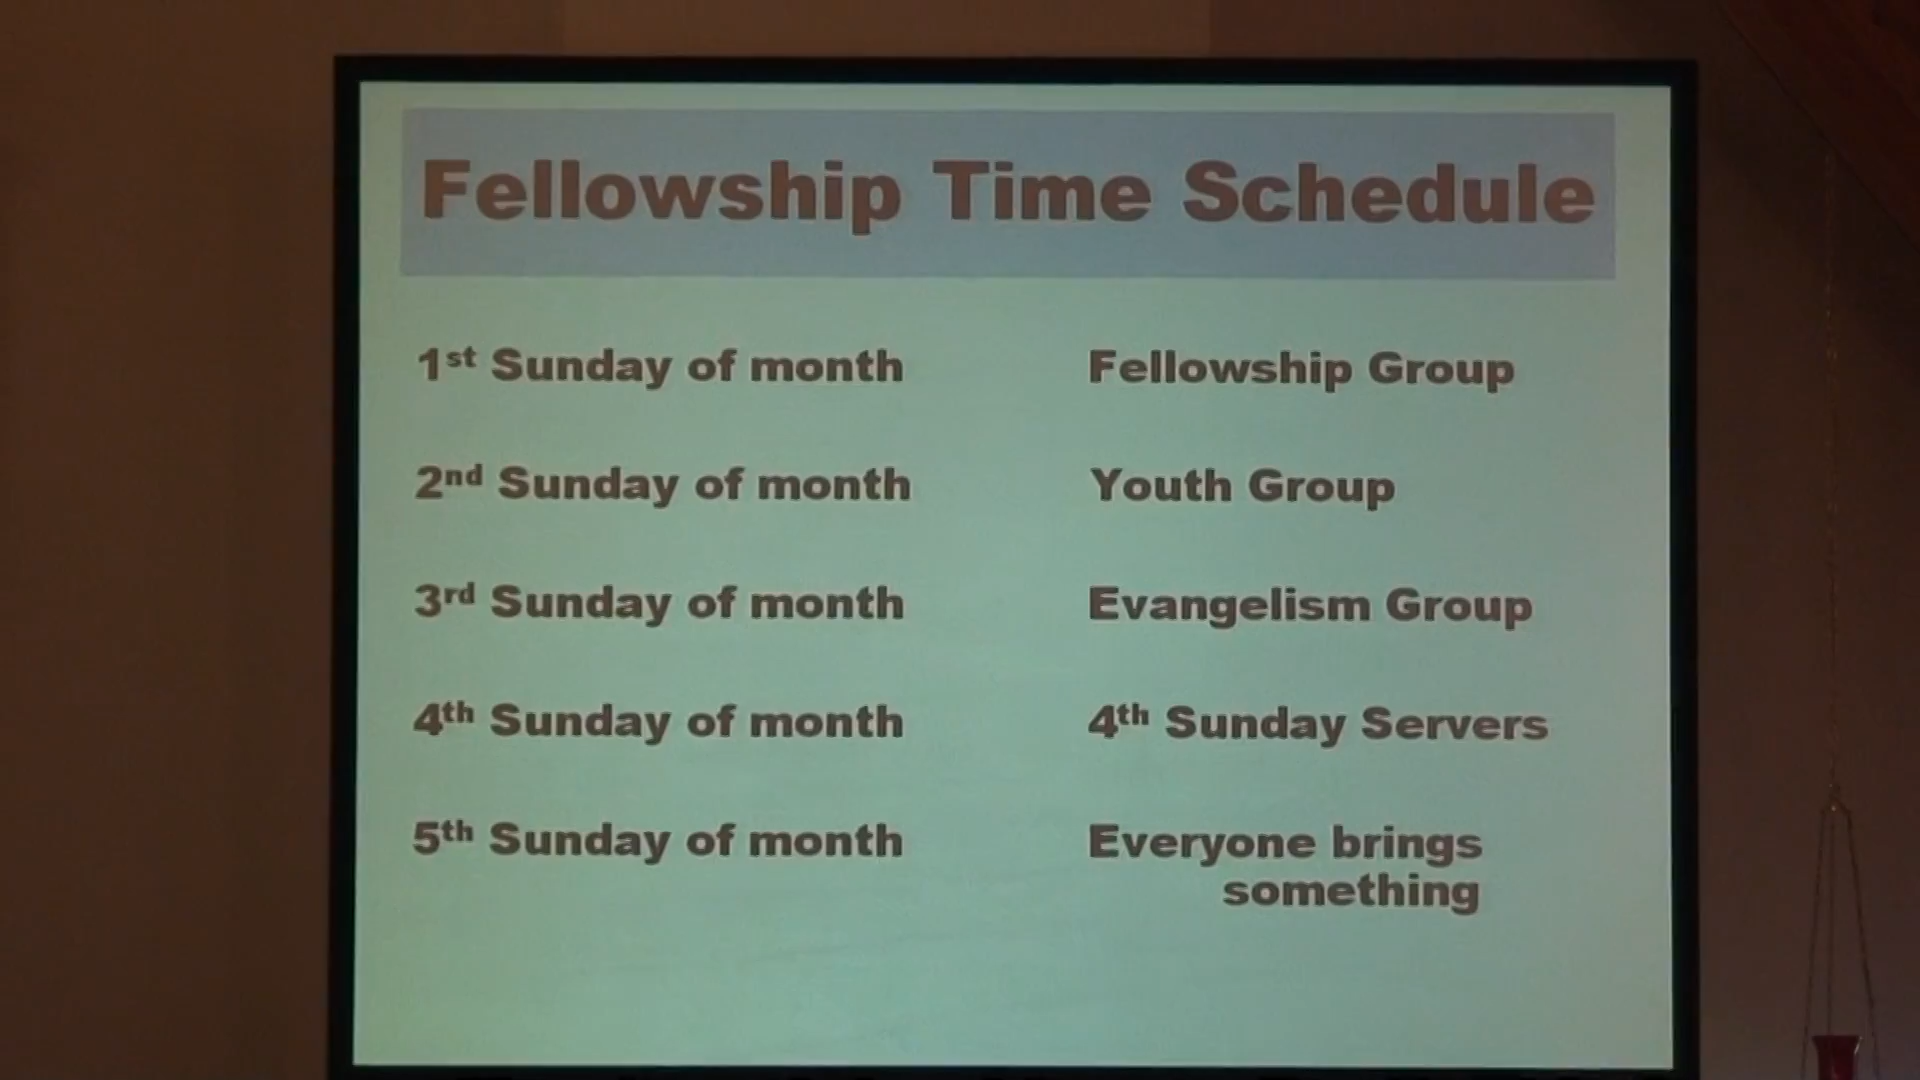 Fellowship Time Schedule
1st Sunday of month Fellowship Group
2nd Sunday of month Youth Group
3rd Sunday of month Evangelism Group
4th Sunday of month 4th Sunday Servers
5th Sunday of month Everyone brings
something